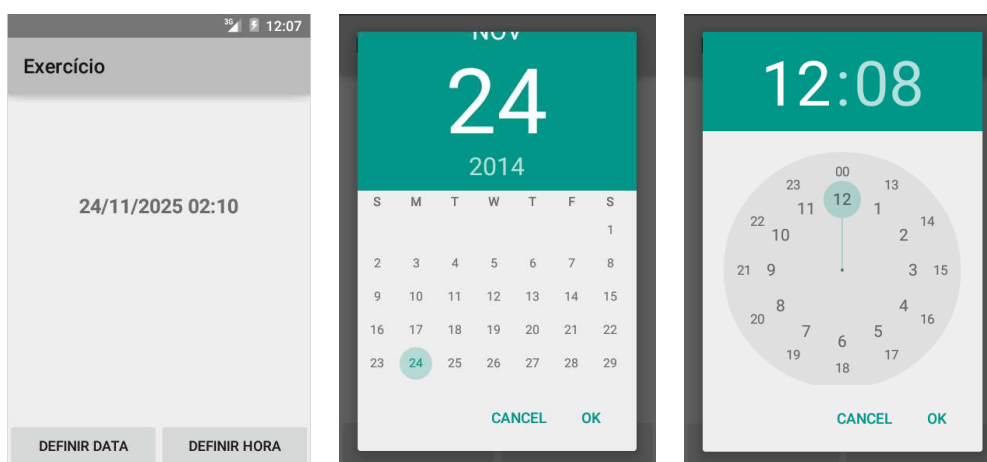 3G 12:07
Exercício
24/11/2025 02:10
DEFINIR DATA DEFINIR HORA
NOV
24
2014
S M T W T F S
1
2 3 4 5 6 7 8
9 10 11 12 13 14 15
16 17 18 19 20 21 22
23 24 25 26 27 28 29
CANCEL OK
12:08
00
23 13
12
11 1
22 14
10 2
21 9 3 15
8 4
20 16
7 5
6
19 17
18
CANCEL OK